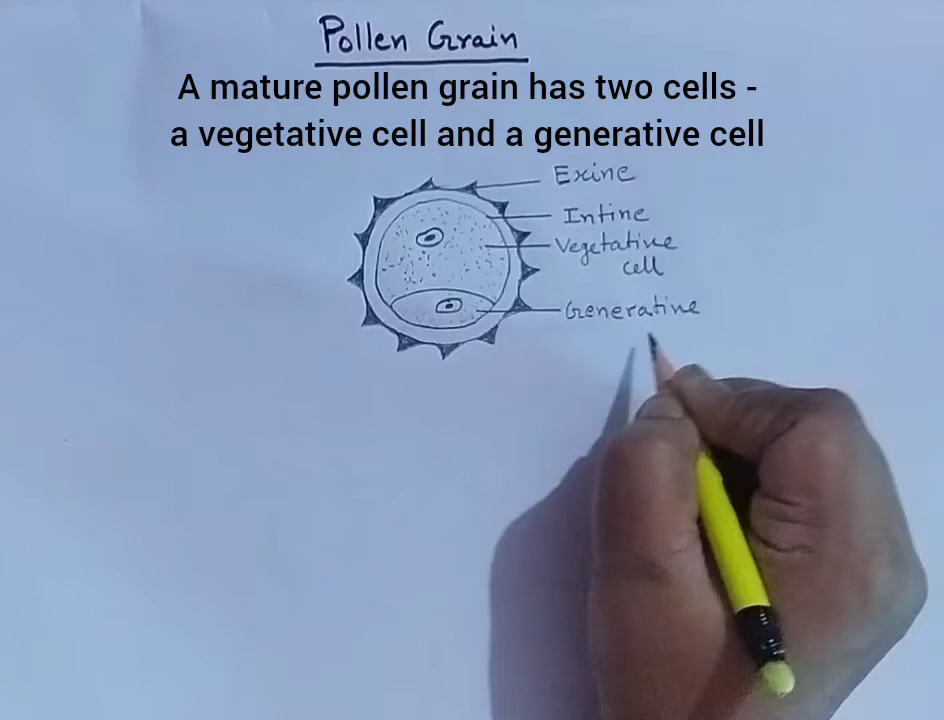 Pollen Grain
A mature pollen grain has two cells -
a vegetative cell and a generative cell
Exine
Intine
Vegetative
cell
Generative